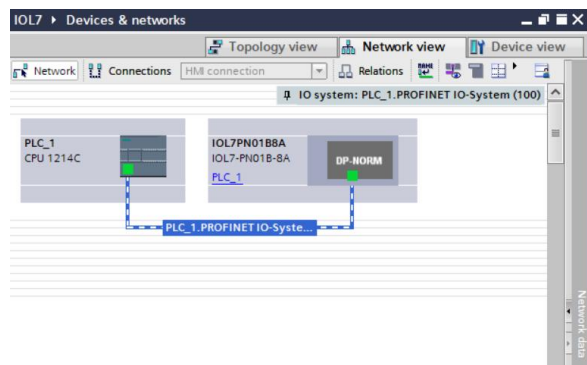 IOL7 ▸ Devices & networks
Topology view
Network view
Device view
Network
Connections
HMI connection
Relations
IO system: PLC_1.PROFINET IO-System (100)
PLC_1
CPU 1214C
IOL7PN01B8A
IOL7-PN01B-8A
PLC_1
DP-NORM
PLC_1.PROFINET IO-Syste...
Network data